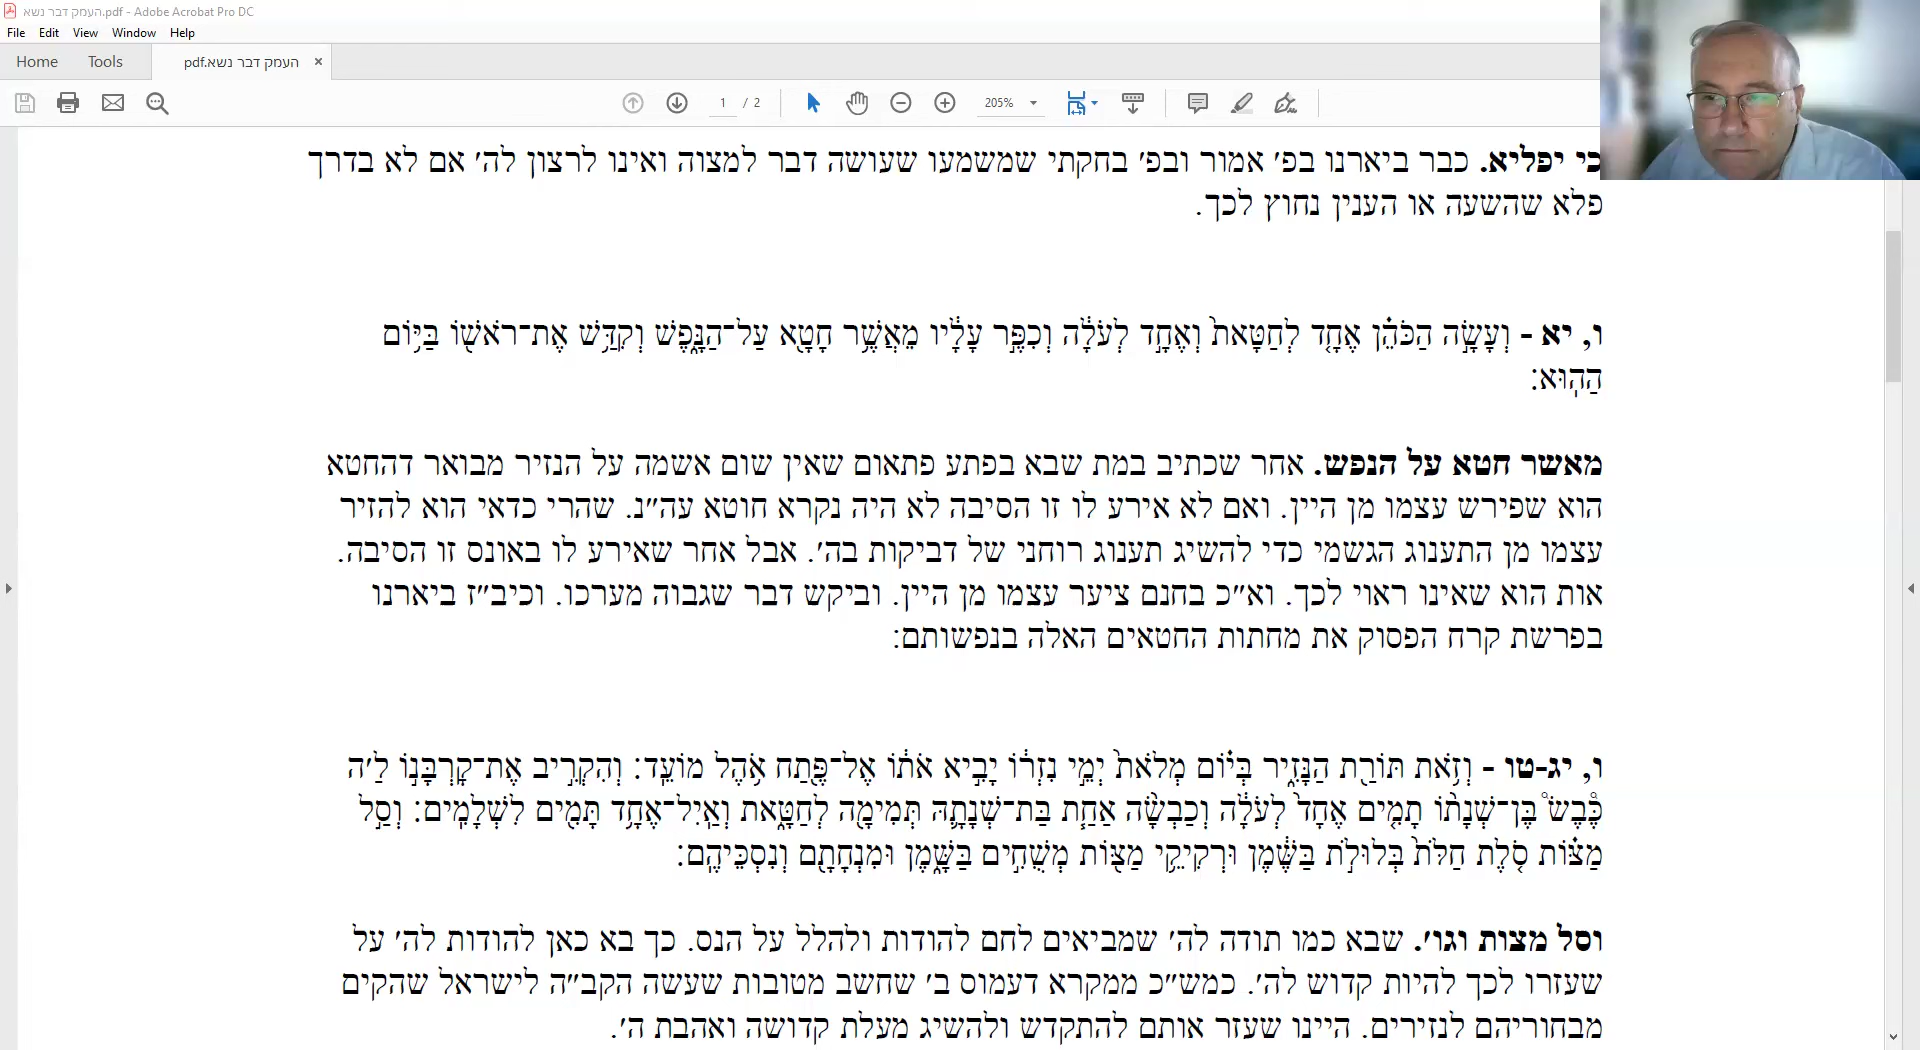 העמק דבר נשא.pdf - Adobe Acrobat Pro DC
File Edit View Window Help
Home Tools העמק דבר נשא.pdf ×
1 / 2 205%
כי יפליא. כבר ביארנו בפ׳ אמור ובפ׳ בחקתי שמשמעו שעושה דבר למצוה ואינו לרצון לה׳ אם לא בדרך
פלא שהשעה או הענין נחוץ לכך.
ו, יא - וְעָשָׂ֣ה הַכֹּהֵ֗ן אֶחָ֤ד לְחַטָּאת֙ וְאֶחָ֣ד לְעֹלָ֔ה וְכִפֶּ֣ר עָלָ֔יו מֵאֲשֶׁ֥ר חָטָ֖א עַל־הַנָּ֑פֶשׁ וְקִדַּ֥שׁ אֶת־רֹאשׁ֖וֹ בַּיּ֥וֹם
הַהֽוּא׃
מאשר חטא על הנפש. אחר שכתיב במת שבא בפתע פתאום שאין שום אשמה על הנזיר מבואר דהחטא
הוא שפירש עצמו מן היין. ואם לא אירע לו זו הסיבה לא היה נקרא חוטא עה״נ. שהרי כדאי הוא להזיר
עצמו מן התענוג הגשמי כדי להשיג תענוג רוחני של דביקות בה׳. אבל אחר שאירע לו באונס זו הסיבה.
אות הוא שאינו ראוי לכך. וא״כ בחנם ציער עצמו מן היין. וביקש דבר שגבוה מערכו. וכיב״ז ביארנו
בפרשת קרח הפסוק את מחתות החטאים האלה בנפשותם:
ו, יג-טו - וְזֹ֥את תּוֹרַ֖ת הַנָּזִ֑יר בְּי֗וֹם מְלֹאת֙ יְמֵ֣י נִזְר֔וֹ יָבִ֣יא אֹת֔וֹ אֶל־פֶּ֖תַח אֹ֥הֶל מוֹעֵֽד׃ וְהִקְרִ֣יב אֶת־קָרְבָּנ֣וֹ לַ׳ה
כֶּ֩בֶשׂ֩ בֶּן־שְׁנָת֨וֹ תָמִ֤ים אֶחָד֙ לְעֹלָ֔ה וְכַבְשָׂ֨ה אַחַ֧ת בַּת־שְׁנָתָ֛הּ תְּמִימָ֖ה לְחַטָּ֑את וְאַֽיִל־אֶחָ֥ד תָּמִ֖ים לִשְׁלָמִֽים׃ וְסַ֣ל
מַצּ֗וֹת סֹ֤לֶת חַלֹּת֙ בְּלוּלֹ֣ת בַּשֶּׁ֔מֶן וּרְקִיקֵ֥י מַצּ֖וֹת מְשֻׁחִ֣ים בַּשָּׁ֑מֶן וּמִנְחָתָ֖ם וְנִסְכֵּיהֶֽם׃
וסל מצות וגו׳. שבא כמו תודה לה׳ שמביאים לחם להודות ולהלל על הנס. כך בא כאן להודות לה׳ על
שעזרו לכך להיות קדוש לה׳. כמש״כ ממקרא דעמוס ב׳ שחשב מטובות שעשה הקב״ה לישראל שהקים
מבחוריהם לנזירים. היינו שעזר אותם להתקדש ולהשיג מעלת קדושה ואהבת ה׳.